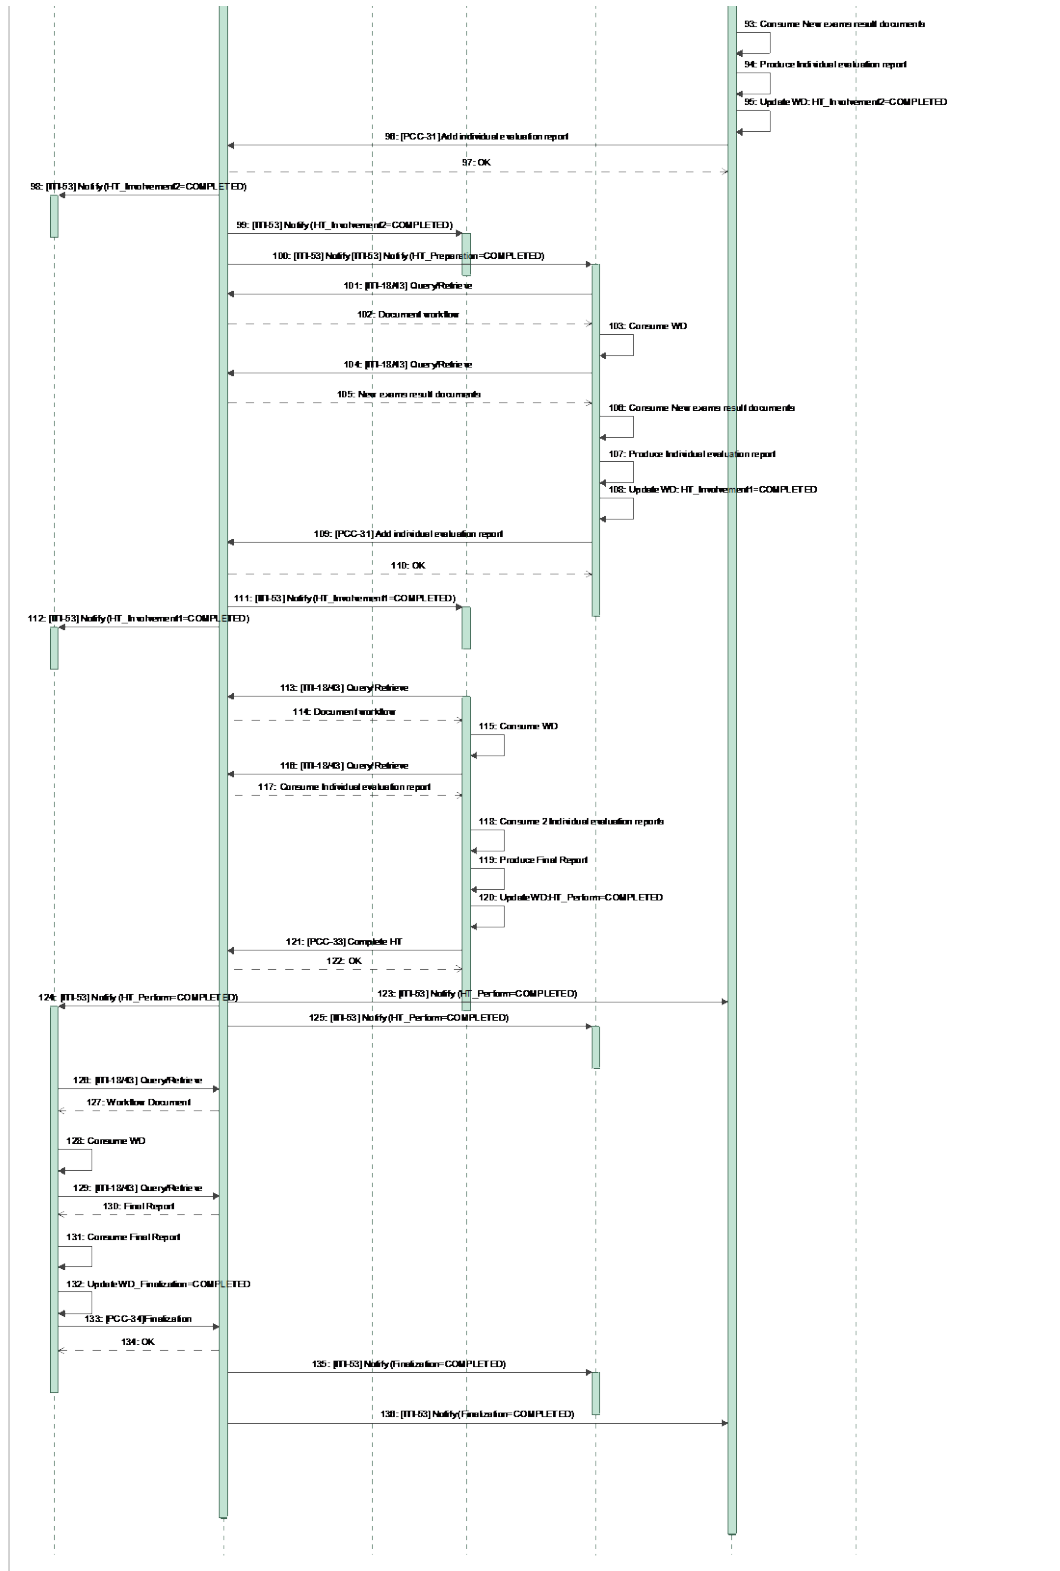 93: Consume New exams result documents
94: Produce Individual evaluation report
95: Update WD: HT_Involvement2=COMPLETED
96: [PCC-31] Add individual evaluation report
97: OK
98: [ITI-53] Notify (HT_Involvement2=COMPLETED)
99: [ITI-53] Notify (HT_Involvement2=COMPLETED)
100: [ITI-53] Notify[ITI-53] Notify (HT_Preparation=COMPLETED)
101: [ITI-18/43] Query/Retrieve
102: Document workflow
103: Consume WD
104: [ITI-18/43] Query/Retrieve
105: New exams result documents
106: Consume New exams result documents
107: Produce Individual evaluation report
108: Update WD: HT_Involvement1=COMPLETED
109: [PCC-31] Add individual evaluation report
110: OK
111: [ITI-53] Notify (HT_Involvement1=COMPLETED)
112: [ITI-53] Notify (HT_Involvement1=COMPLETED)
113: [ITI-18/43] Query/Retrieve
114: Document workflow
115: Consume WD
116: [ITI-18/43] Query/Retrieve
117: Consume Individual evaluation report
118: Consume 2 Individual evaluation reports
119: Produce Final Report
120: Update WD:HT_Perform=COMPLETED
121: [PCC-33] Complete HT
122: OK
123: [ITI-53] Notify (HT_Perform=COMPLETED)
124: [ITI-53] Notify (HT_Perform=COMPLETED)
125: [ITI-53] Notify (HT_Perform=COMPLETED)
126: [ITI-18/43] Query/Retrieve
127: Workflow Document
128: Consume WD
129: [ITI-18/43] Query/Retrieve
130: Final Report
131: Consume Final Report
132: Update WD_Finalization=COMPLETED
133: [PCC-34]Finalization
134: OK
135: [ITI-53] Notify (Finalization=COMPLETED)
136: [ITI-53] Notify (Finalization=COMPLETED)